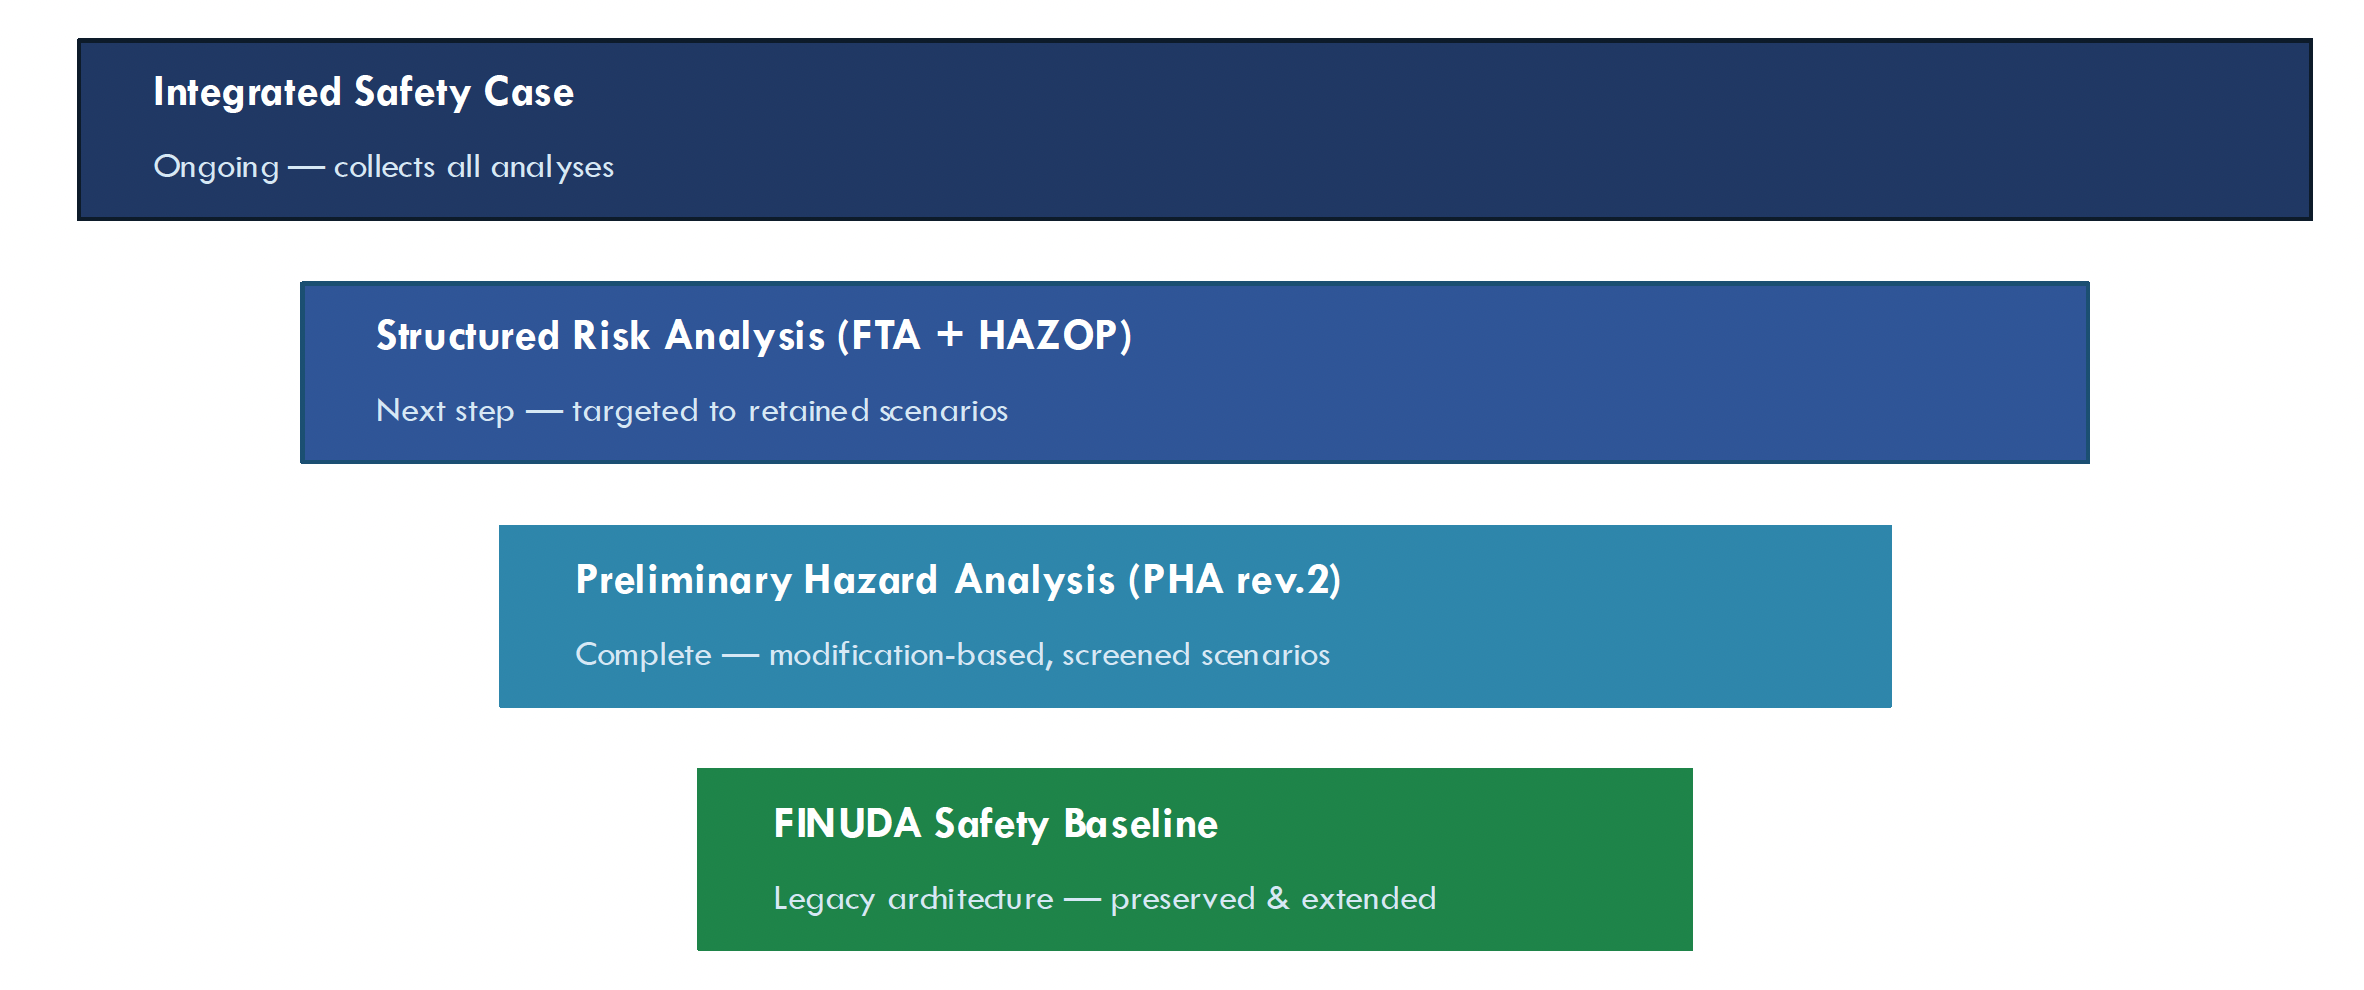 Integrated Safety Case
Ongoing — collects all analyses
Structured Risk Analysis (FTA + HAZOP)
Next step — targeted to retained scenarios
Preliminary Hazard Analysis (PHA rev.2)
Complete — modification-based, screened scenarios
FINUDA Safety Baseline
Legacy architecture — preserved & extended